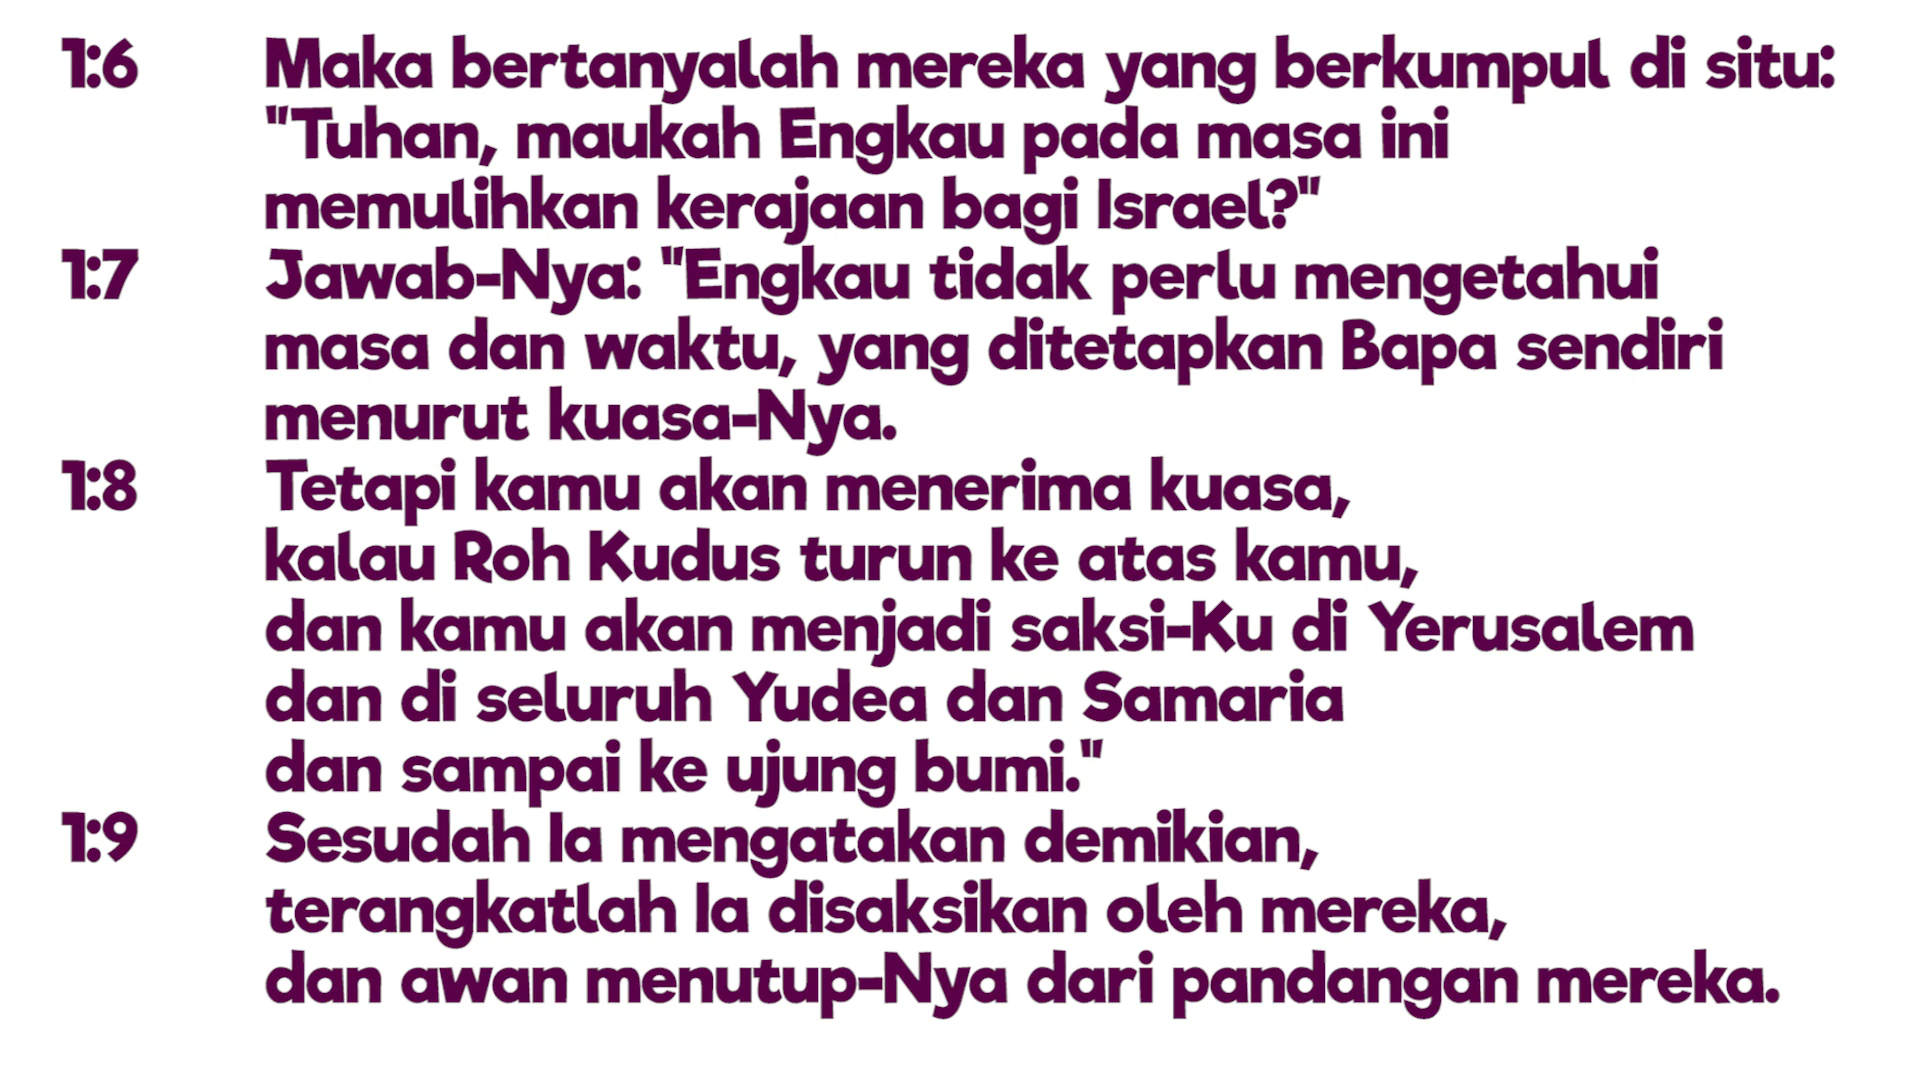 1:6 Maka bertanyalah mereka yang berkumpul di situ:
"Tuhan, maukah Engkau pada masa ini
memulihkan kerajaan bagi Israel?"
1:7 Jawab-Nya: "Engkau tidak perlu mengetahui
masa dan waktu, yang ditetapkan Bapa sendiri
menurut kuasa-Nya.
1:8 Tetapi kamu akan menerima kuasa,
kalau Roh Kudus turun ke atas kamu,
dan kamu akan menjadi saksi-Ku di Yerusalem
dan di seluruh Yudea dan Samaria
dan sampai ke ujung bumi."
1:9 Sesudah Ia mengatakan demikian,
terangkatlah Ia disaksikan oleh mereka,
dan awan menutup-Nya dari pandangan mereka.